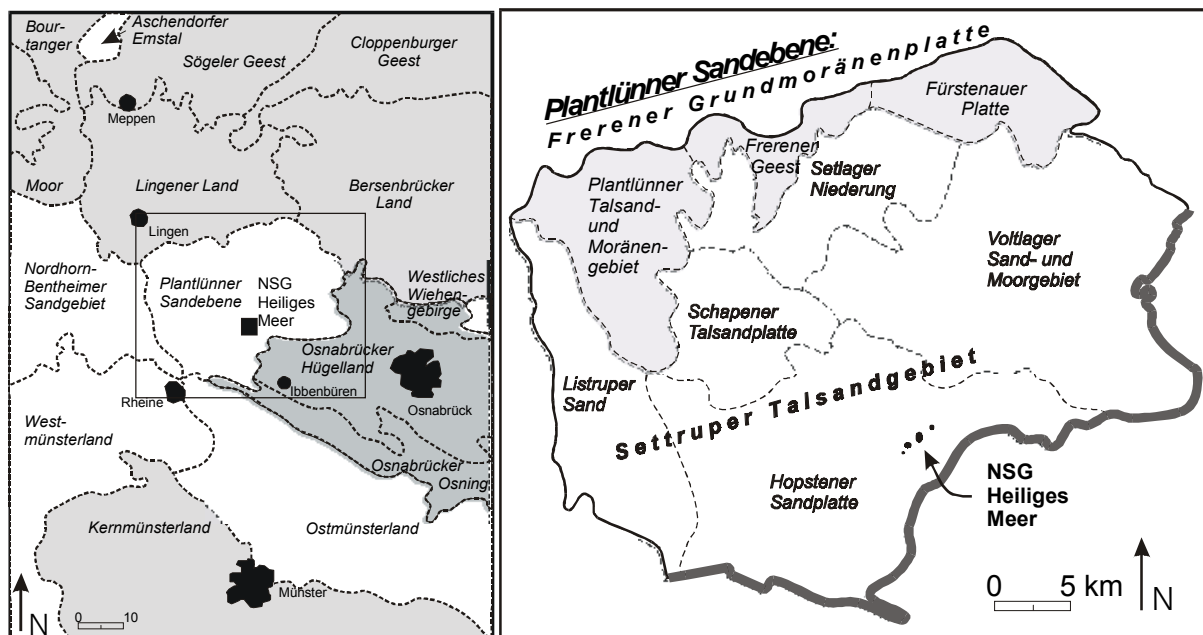 Bour-
tanger
Aschendorfer
Emstal
Sögeler Geest
Cloppenburger
Geest
Meppen
Moor
Lingener Land
Bersenbrücker
Land
Lingen
Nordhorn-
Bentheimer
Sandgebiet
Plantlünner
Sandebene
NSG
Heiliges
Meer
Westliches
Wiehen-
gebirge
Osnabrücker
Hügelland
Ibbenbüren
Osnabrück
Rheine
West-
münsterland
Osnabrücker
Osning
Kernmünsterland
Ostmünsterland
Münster
N
0 10
Plantlünner Sandebene:
Frerener Grundmoränenplatte
Fürstenauer
Platte
Frerener
Geest
Setlager
Niederung
Plantlünner
Talsand-
und
Moränen-
gebiet
Voltlager
Sand- und
Moorgebiet
Schapener
Talsandplatte
Listruper
Sand
Settruper Talsandgebiet
Hopstener
Sandplatte
NSG
Heiliges
Meer
0 5 km
N